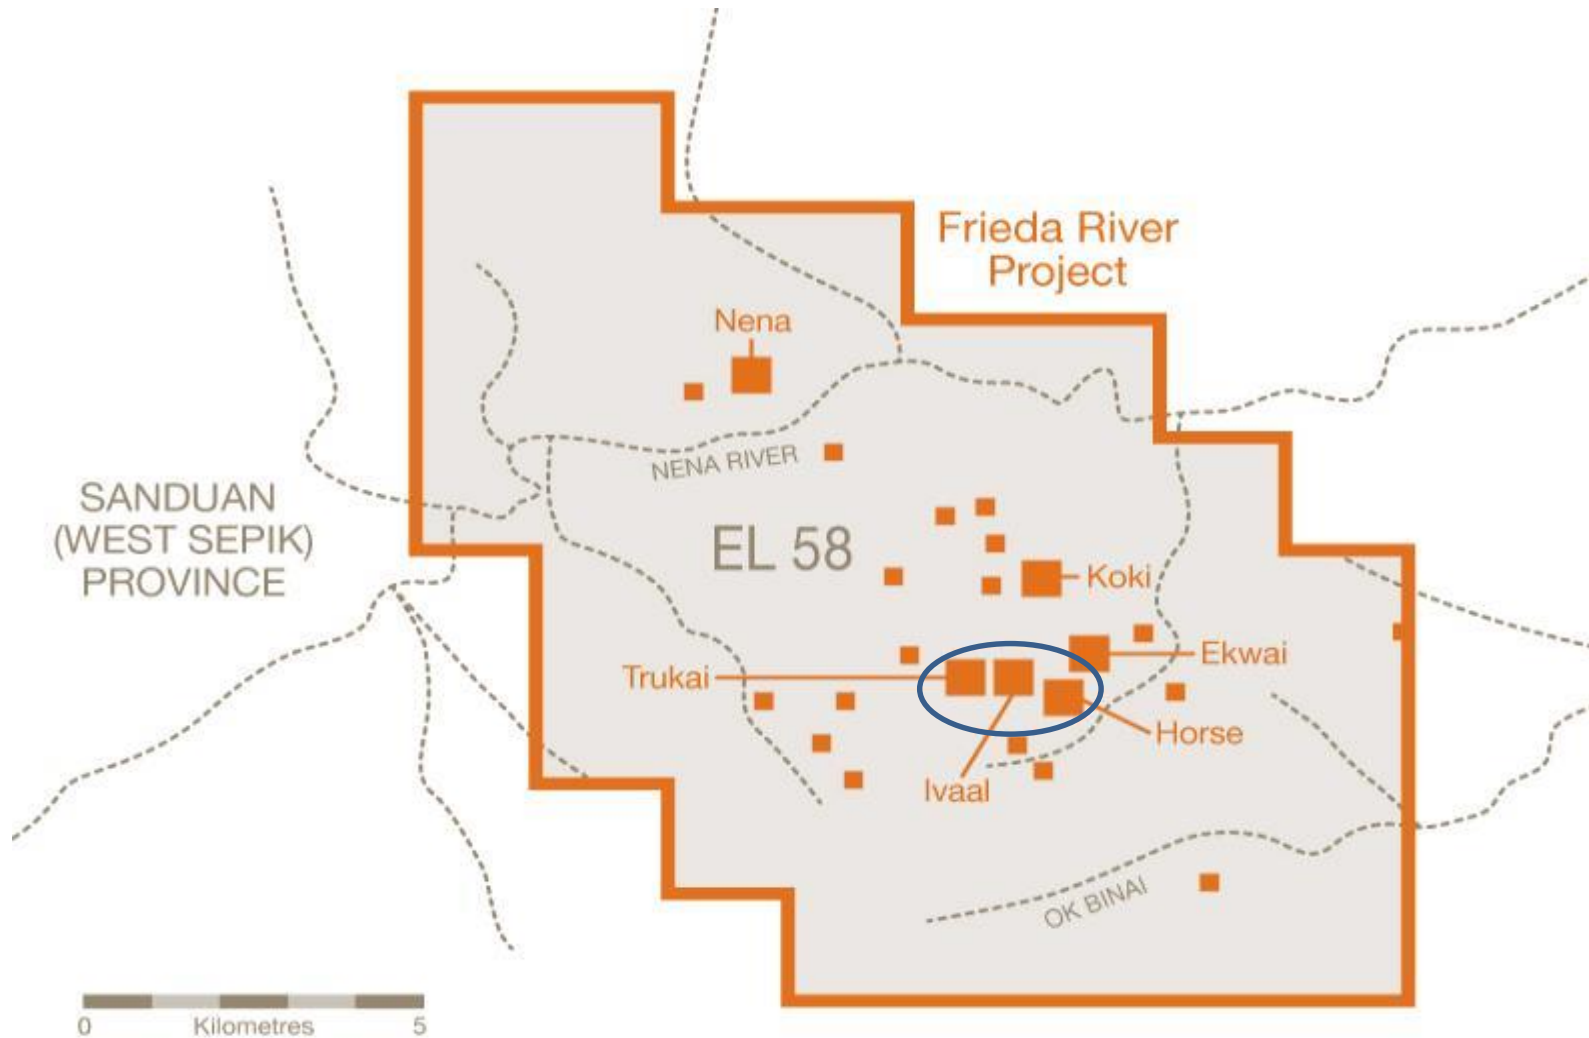 Frieda River
Project
Nena
NENA RIVER
SANDUAN
(WEST SEPIK)
PROVINCE
EL 58
Koki
Ekwai
Trukai
Horse
Ivaal
OK BINAI
0 Kilometres 5